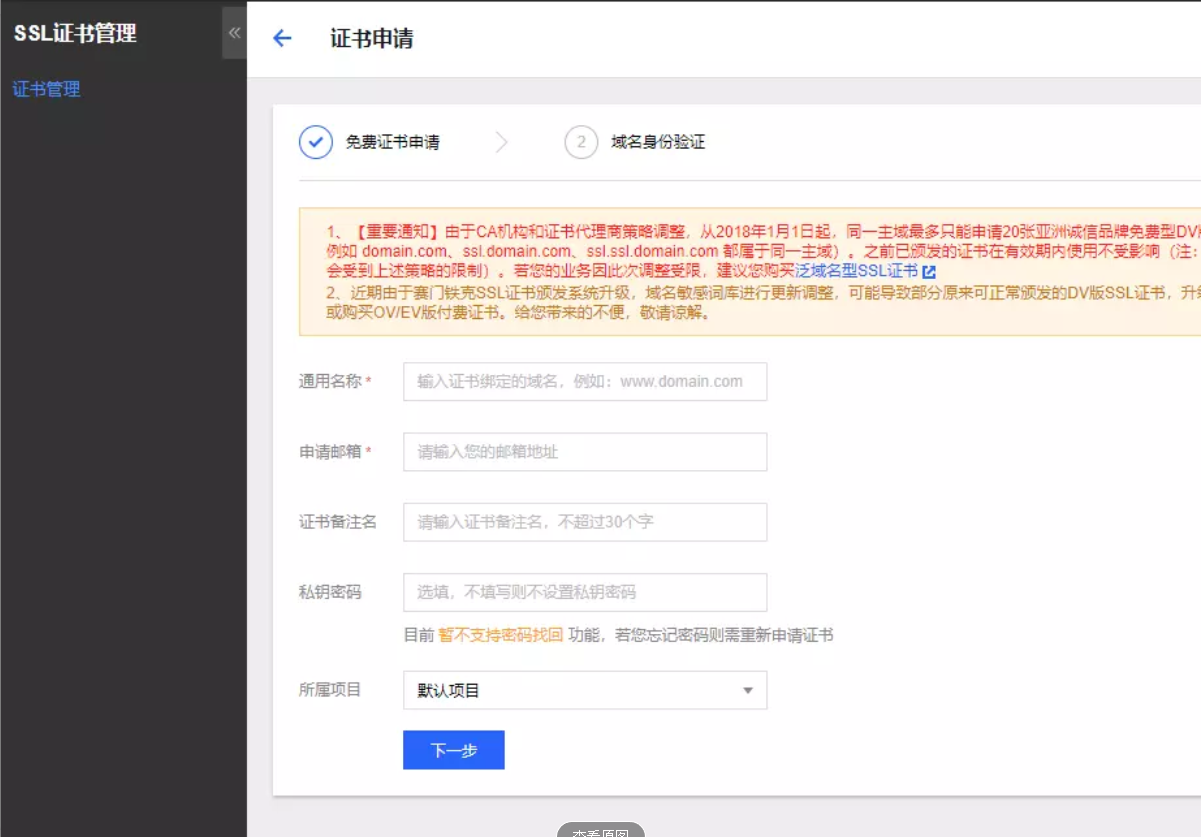 SSL证书管理
«
证书申请
证书管理
免费证书申请
2
域名身份验证
1、【重要通知】由于CA机构和证书代理商策略调整，从2018年1月1日起，同一主域最多只能申请20张亚洲诚信品牌免费型DV
例如 domain.com、ssl.domain.com、ssl.ssl.domain.com 都属于同一主域）。之前已颁发的证书在有效期内使用不受影响（注：
会受到上述策略的限制）。若您的业务因此次调整受限，建议您购买泛域名型SSL证书
2、近期由于赛门铁克SSL证书颁发系统升级，域名敏感词库进行更新调整，可能导致部分原来可正常颁发的DV版SSL证书，升
或购买OV/EV版付费证书。给您带来的不便，敬请谅解。
通用名称*
输入证书绑定的域名，例如：www.domain.com
申请邮箱*
请输入您的邮箱地址
证书备注名
请输入证书备注名，不超过30个字
私钥密码
选填，不填写则不设置私钥密码
目前 暂不支持密码找回 功能，若您忘记密码则需重新申请证书
所属项目
默认项目
下一步
查看原图